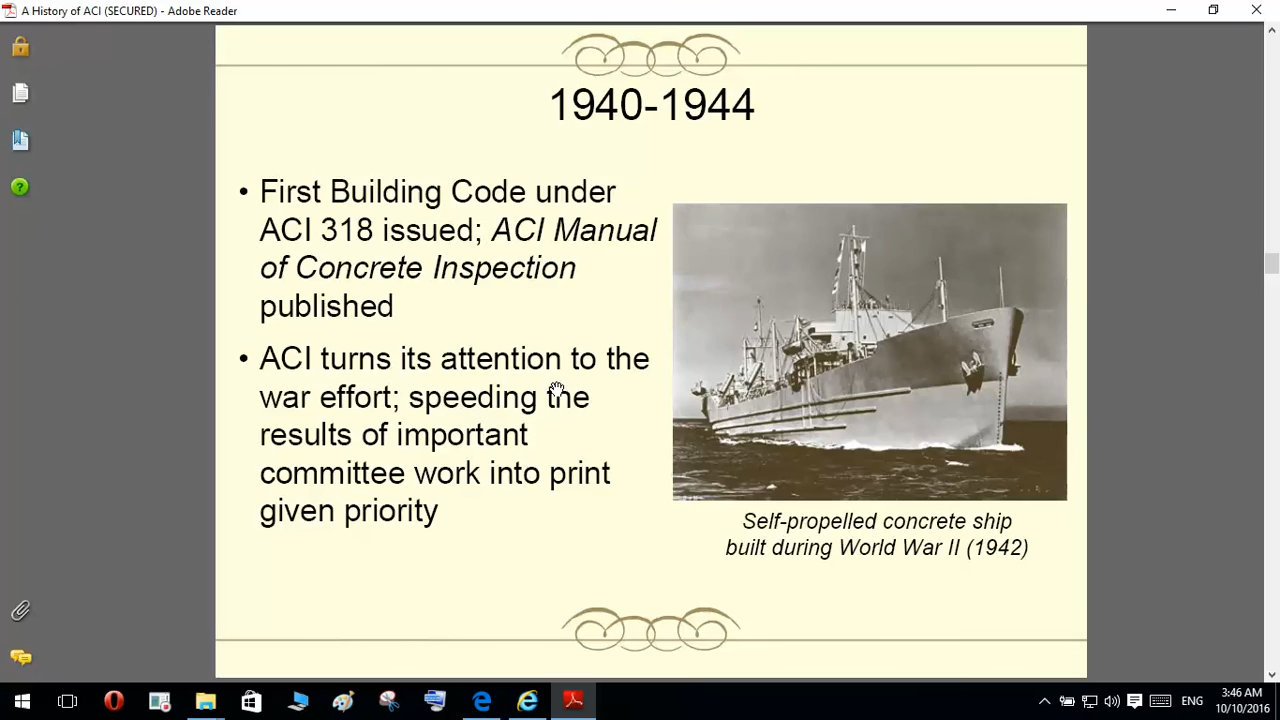 A History of ACI (SECURED) - Adobe Reader
1940-1944
• First Building Code under
ACI 318 issued; ACI Manual
of Concrete Inspection
published
• ACI turns its attention to the
war effort; speeding the
results of important
committee work into print
given priority
Self-propelled concrete ship
built during World War II (1942)
ENG
3:46 AM
10/10/2016